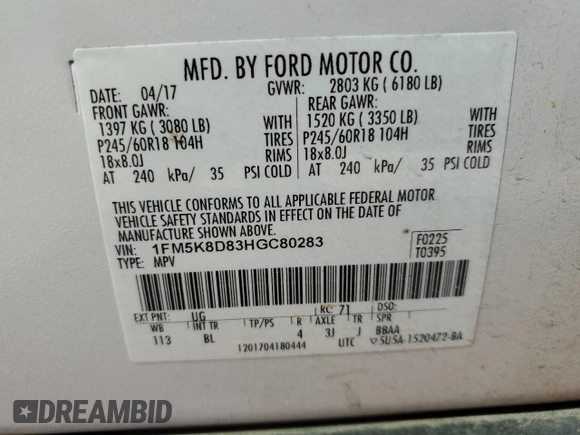 MFD. BY FORD MOTOR CO.
DATE: 04/17 GVWR: 2803 KG ( 6180 LB)
FRONT GAWR: REAR GAWR:
1397 KG ( 3080 LB) WITH 1520 KG ( 3350 LB) WITH
P245/60R18 104H TIRES P245/60R18 104H TIRES
18x8.0J RIMS 18x8.0J RIMS
AT 240 kPa/ 35 PSI COLD AT 240 kPa/ 35 PSI COLD
THIS VEHICLE CONFORMS TO ALL APPLICABLE FEDERAL MOTOR
VEHICLE SAFETY STANDARDS IN EFFECT ON THE DATE OF
MANUFACTURE SHOWN ABOVE.
VIN: 1FM5K8D83HGC80283 F0225
TYPE: MPV T0395
EXT PNT: UG RC: 71 DSO:
WB INT TR TP/PS R AXLE TR SPR
113 BL 4 3J J BBAA
1201704180444 UTC ▽5U5A-1520472-BA
DREAMBID